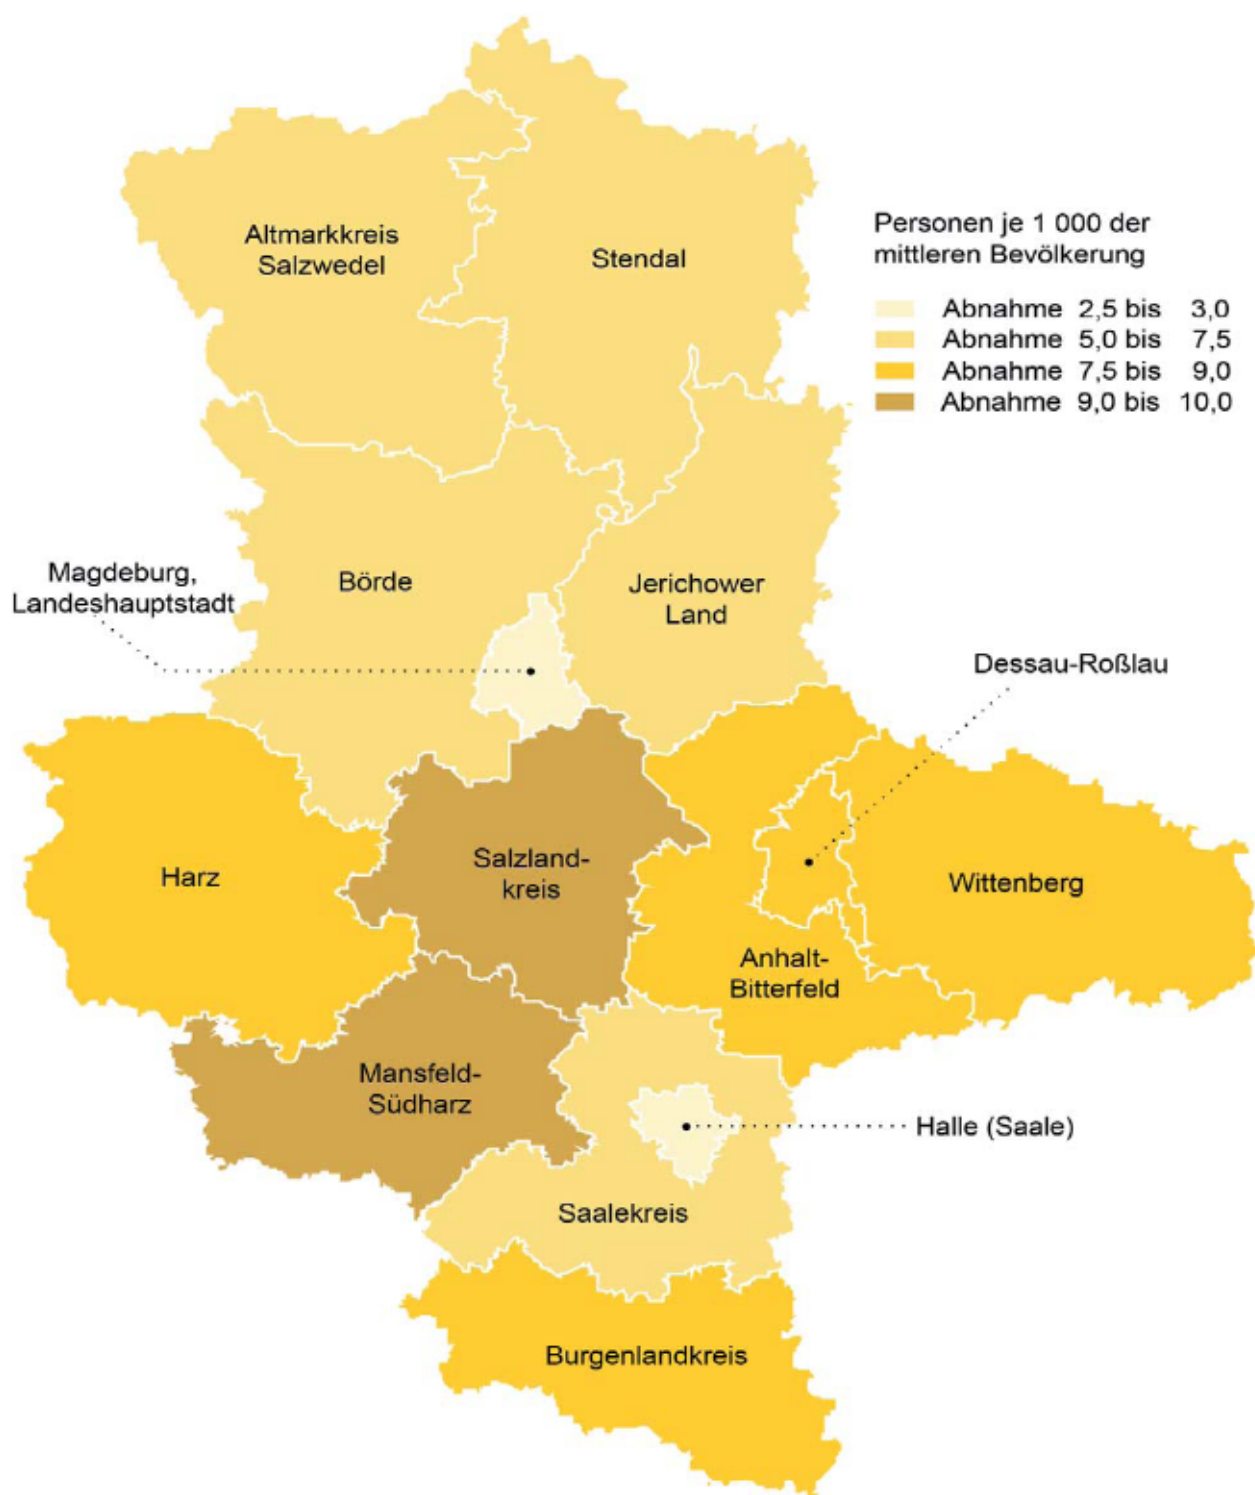 Altmarkkreis
Salzwedel
Stendal
Personen je 1 000 der
mittleren Bevölkerung
Abnahme 2,5 bis 3,0
Abnahme 5,0 bis 7,5
Abnahme 7,5 bis 9,0
Abnahme 9,0 bis 10,0
Magdeburg,
Landeshauptstadt
Börde
Jerichower
Land
Dessau-Roßlau
Harz
Salzland-
kreis
Wittenberg
Anhalt-
Bitterfeld
Mansfeld-
Südharz
Halle (Saale)
Saalekreis
Burgenlandkreis